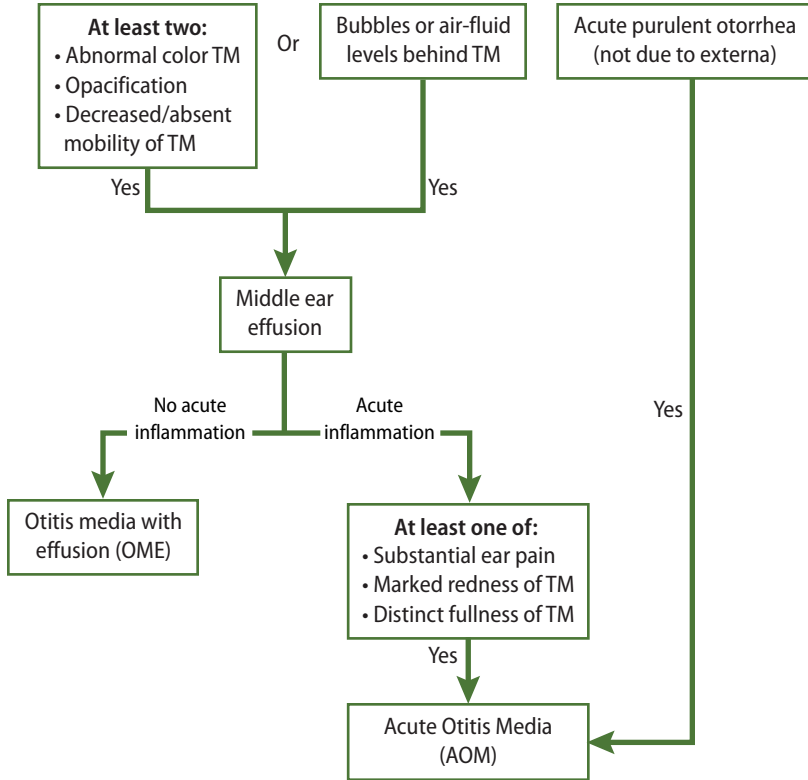 At least two:
• Abnormal color TM
• Opacification
• Decreased/absent
mobility of TM
Or
Bubbles or air-fluid
levels behind TM
Acute purulent otorrhea
(not due to externa)
Yes
Yes
Middle ear
effusion
No acute
inflammation
Acute
inflammation
Yes
Otitis media with
effusion (OME)
At least one of:
• Substantial ear pain
• Marked redness of TM
• Distinct fullness of TM
Yes
Acute Otitis Media
(AOM)